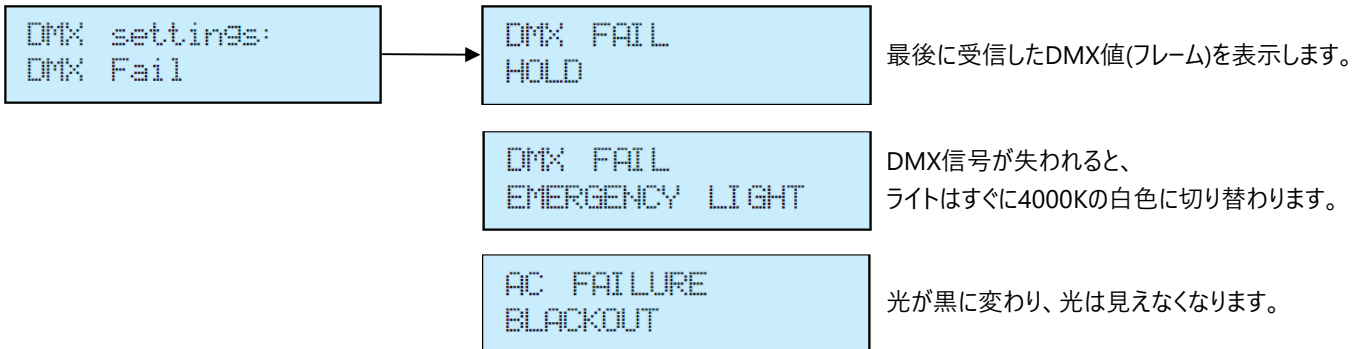 DMX settings:
DMX Fail
DMX FAIL
HOLD
最後に受信したDMX値(フレーム)を表示します。
DMX FAIL
EMERGENCY LIGHT
DMX信号が失われると、
ライトはすぐに4000Kの白色に切り替わります。
AC FAILURE
BLACKOUT
光が黒に変わり、光は見えなくなります。